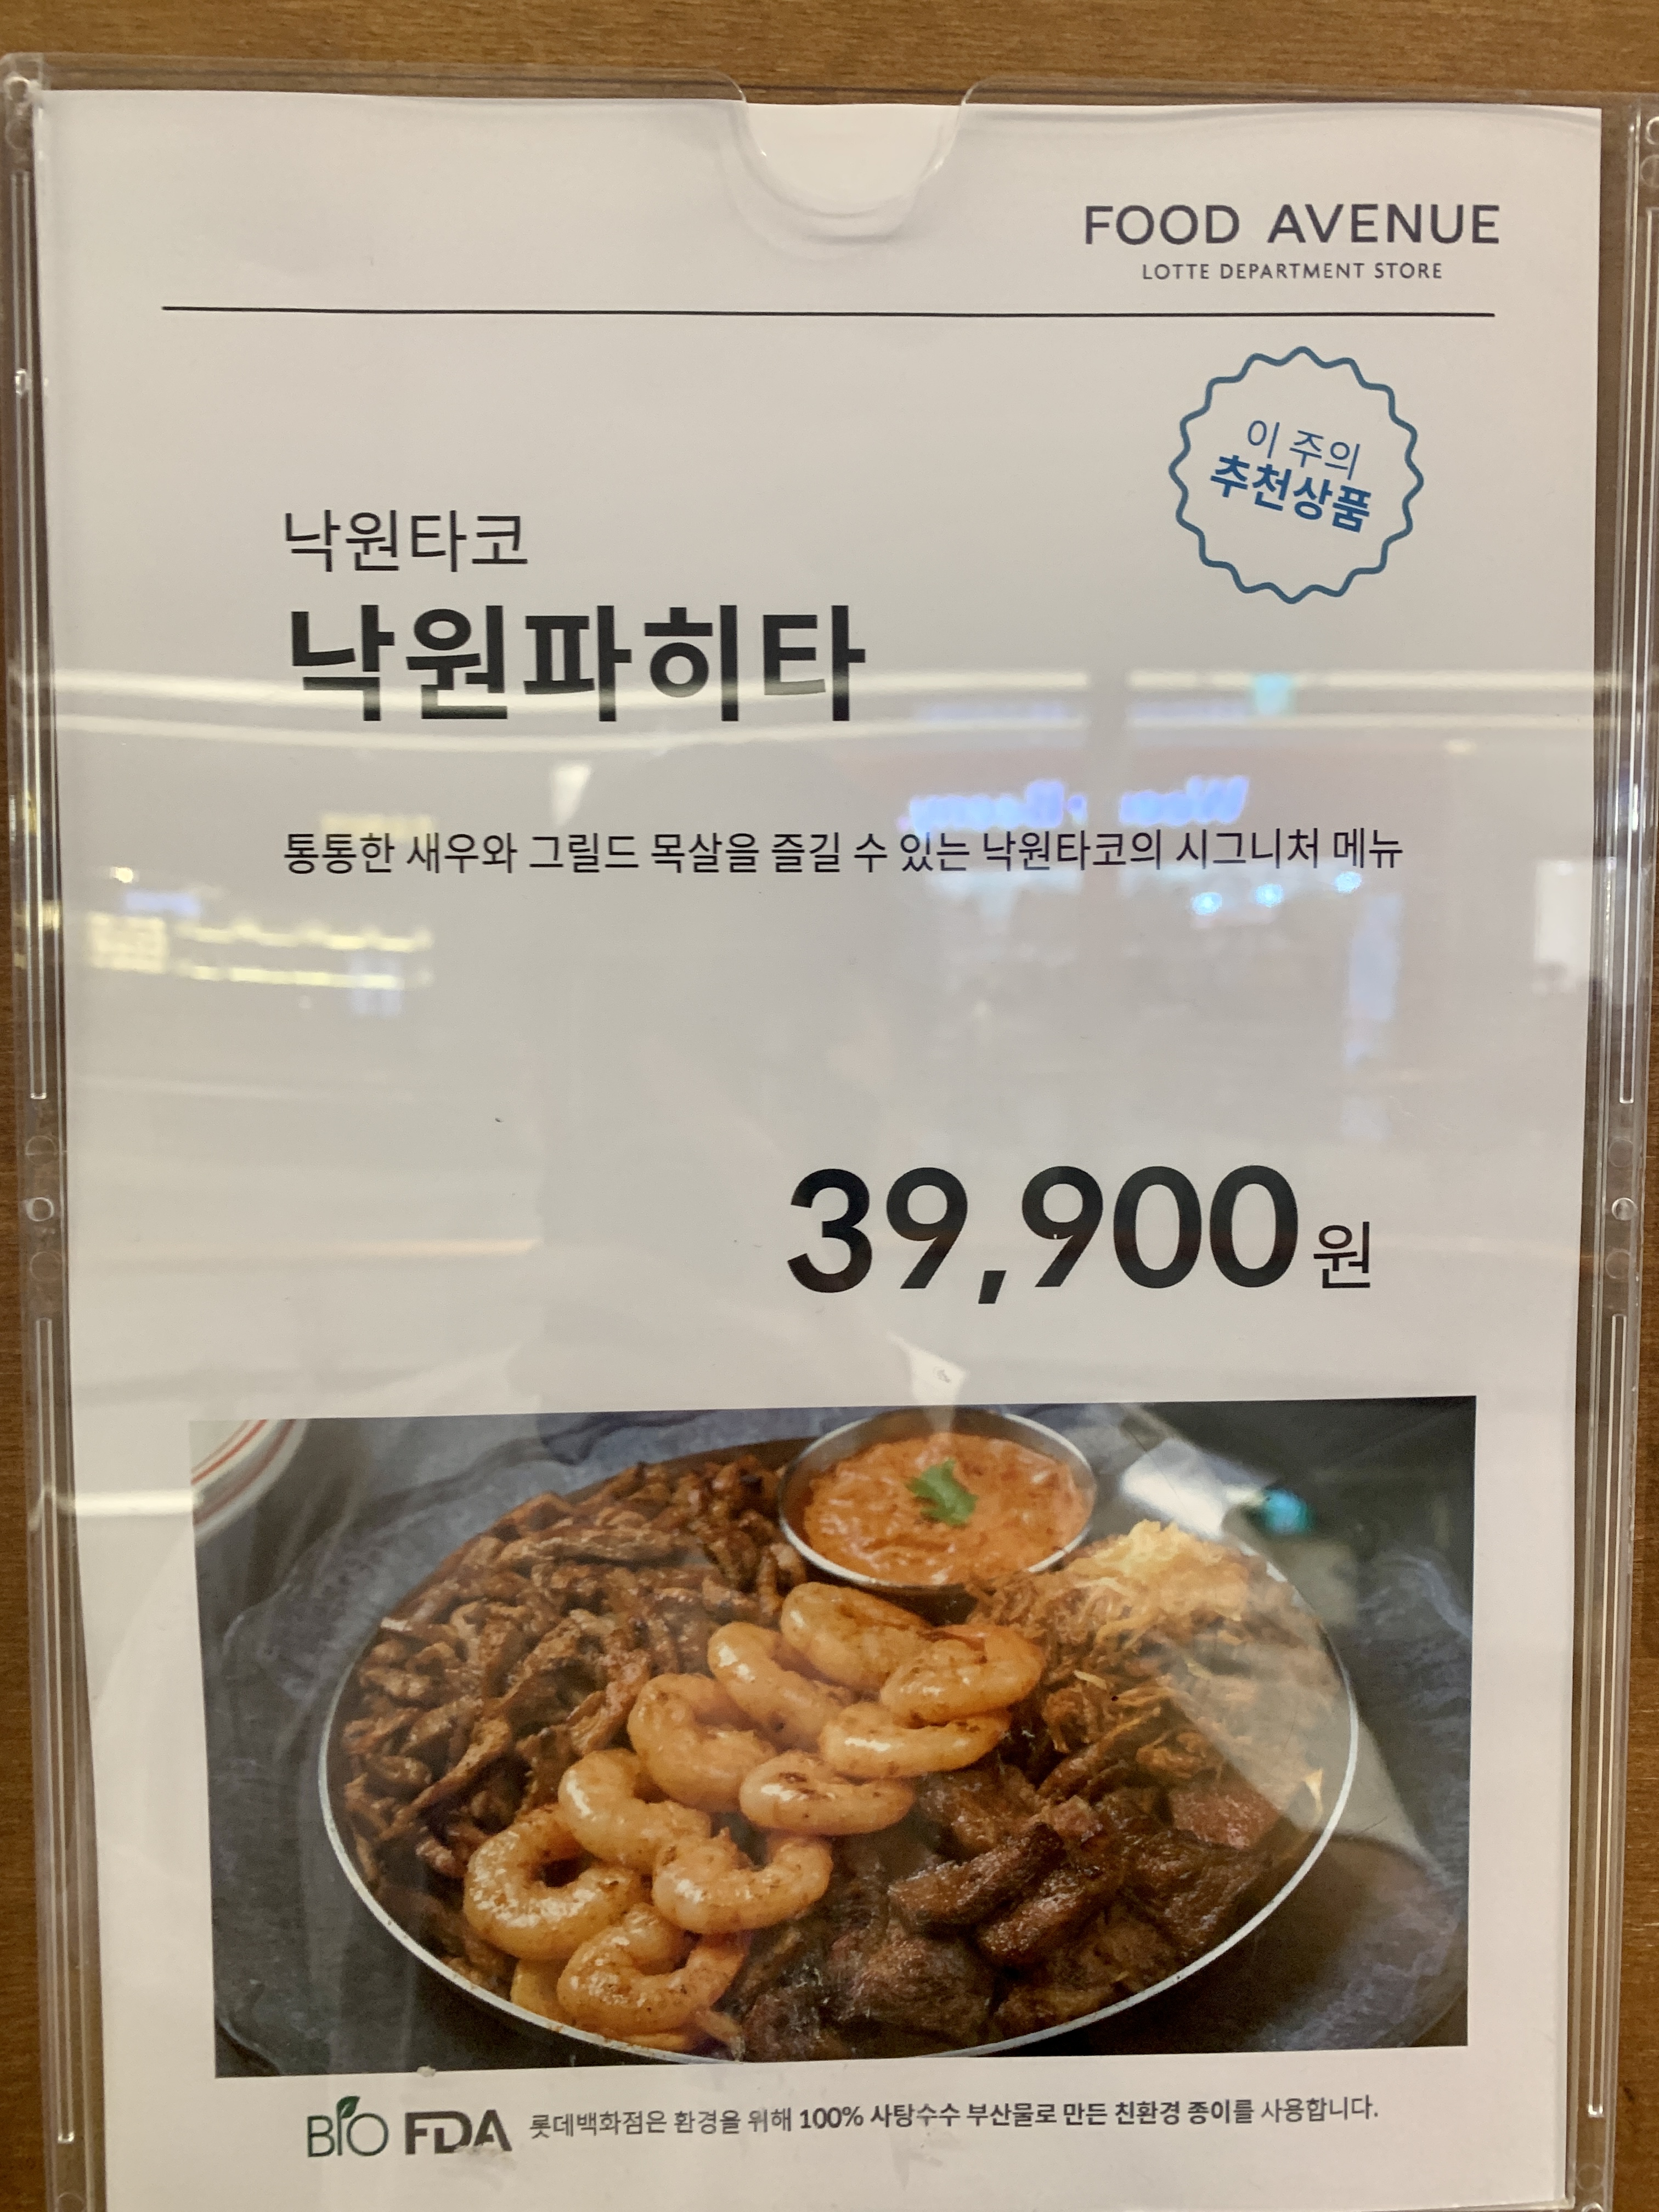 FOOD AVENUE
LOTTE DEPARTMENT STORE
이 주의
추천상품
낙원타코
낙원파히타
통통한 새우와 그릴드 목살을 즐길 수 있는 낙원타코의 시그니처 메뉴
39,900원
BIO FDA 롯데백화점은 환경을 위해 100% 사탕수수 부산물로 만든 친환경 종이를 사용합니다.